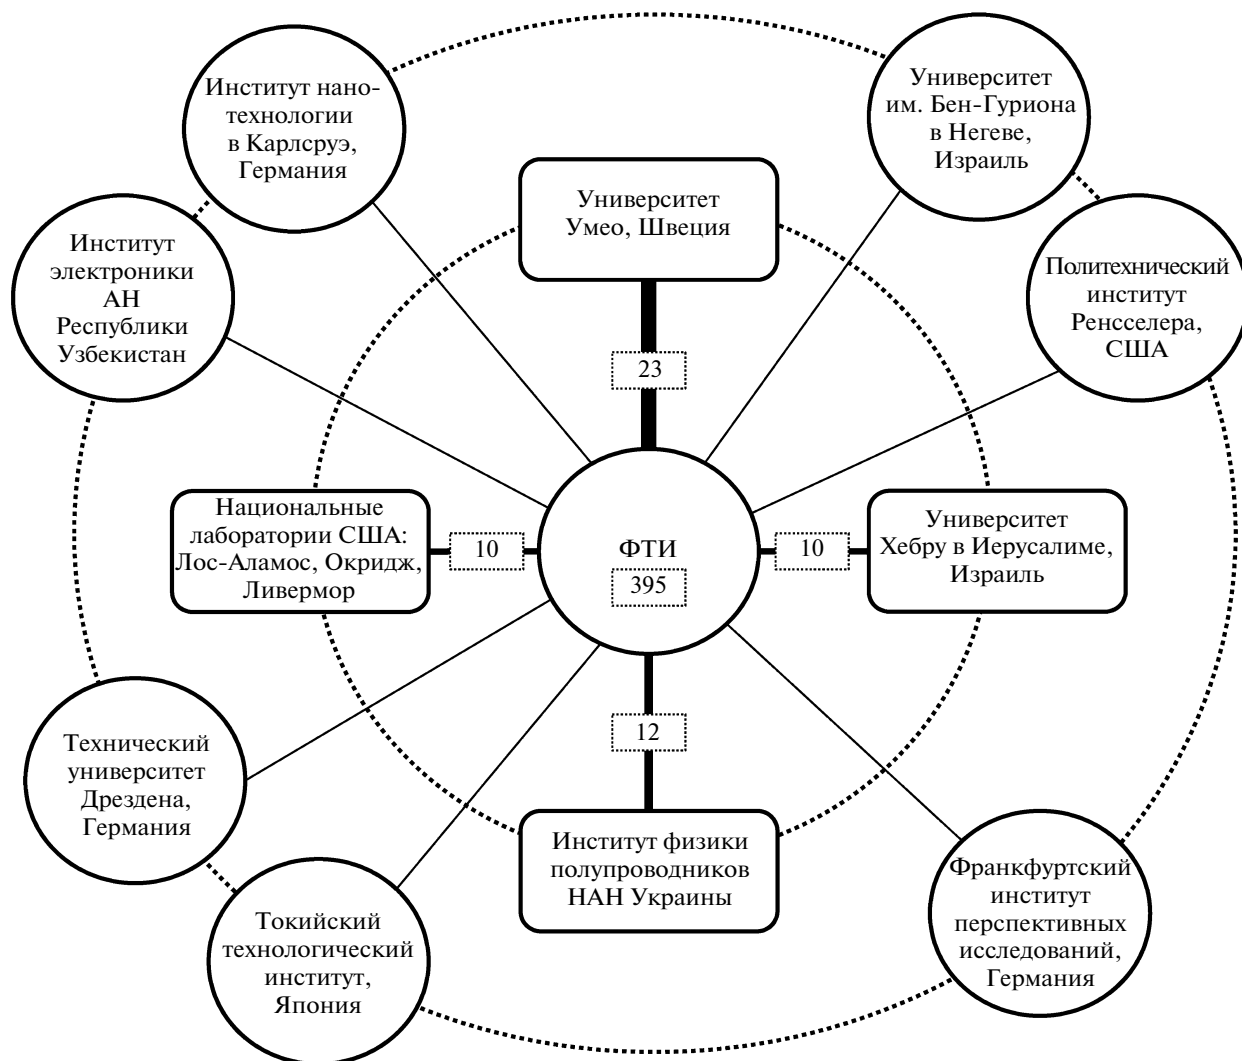 Институт нано-
технологии
в Карлсруэ,
Германия
Университет
им. Бен-Гуриона
в Негеве,
Израиль
Университет
Умео, Швеция
Институт
электроники
АН
Республики
Узбекистан
Политехнический
институт
Ренсселера,
США
23
Национальные
лаборатории США:
Лос-Аламос, Окридж,
Ливермор
10
ФТИ
395
10
Университет
Хебру в Иерусалиме,
Израиль
12
Технический
университет
Дрездена,
Германия
Институт физики
полупроводников
НАН Украины
Франкфуртский
институт
перспективных
исследований,
Германия
Токийский
технологический
институт,
Япония